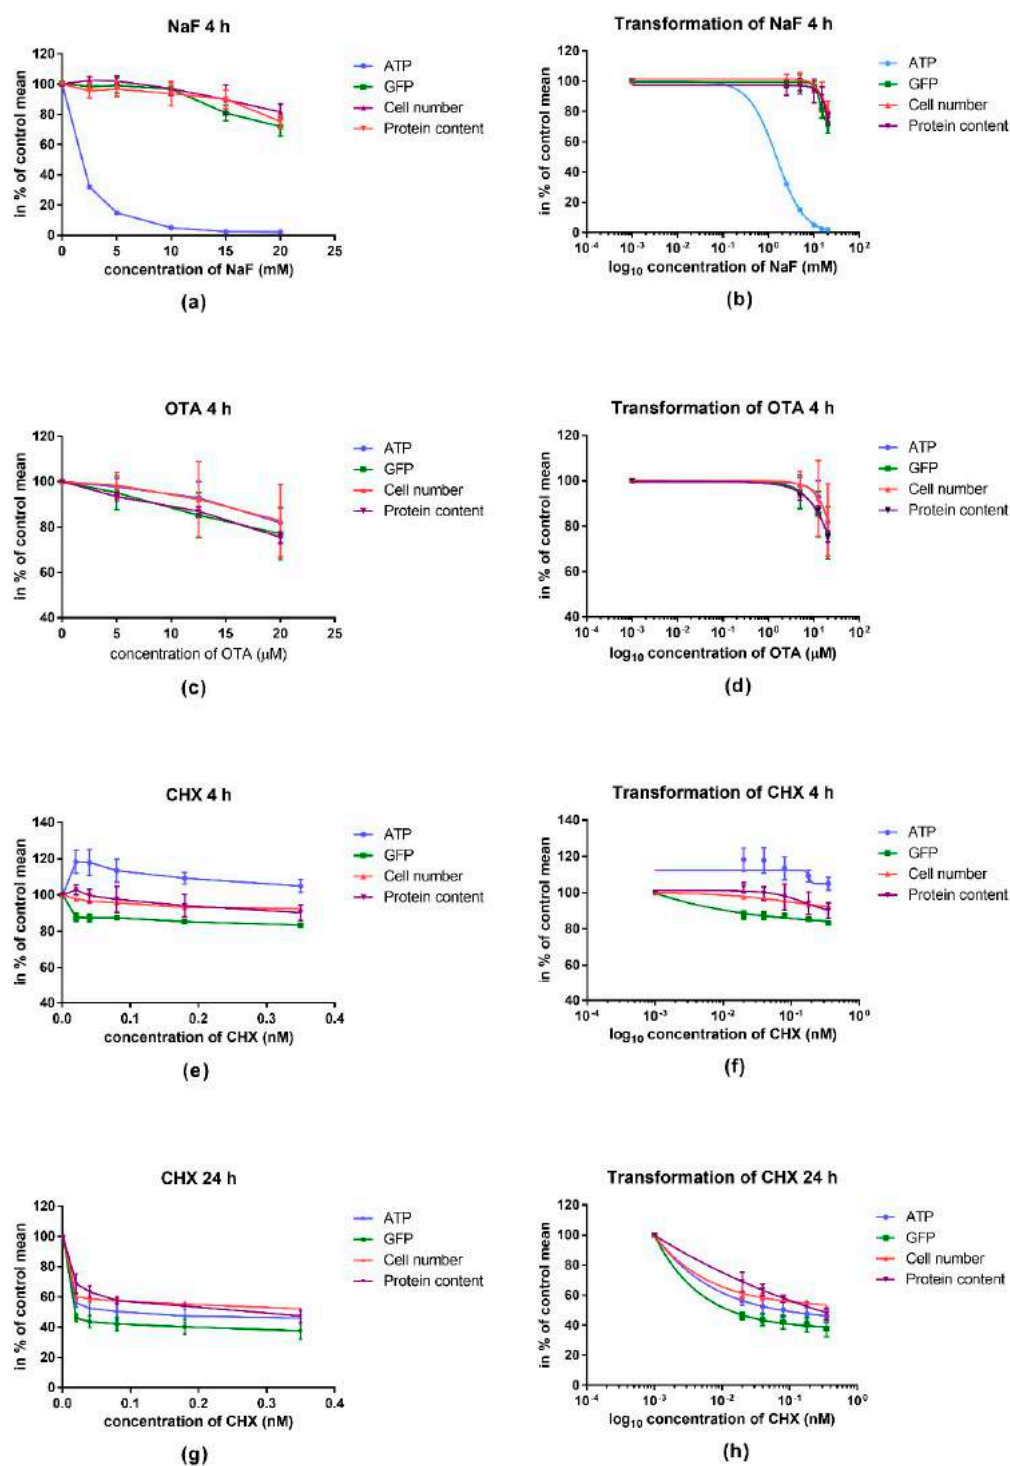 NaF 4 h
120
100
80
60
40
20
0
in % of control mean
0 5 10 15 20 25
concentration of NaF (mM)
ATP
GFP
Cell number
Protein content
(a)
Transformation of NaF 4 h
120
100
80
60
40
20
0
in % of control mean
10⁻⁴ 10⁻³ 10⁻² 10⁻¹ 10⁰ 10¹ 10²
log₁₀ concentration of NaF (mM)
ATP
GFP
Cell number
Protein content
(b)
OTA 4 h
120
100
80
60
40
in % of control mean
0 5 10 15 20 25
concentration of OTA (μM)
ATP
GFP
Cell number
Protein content
(c)
Transformation of OTA 4 h
120
100
80
60
40
in % of control mean
10⁻⁴ 10⁻³ 10⁻² 10⁻¹ 10⁰ 10¹ 10²
log₁₀ concentration of OTA (μM)
ATP
GFP
Cell number
Protein content
(d)
CHX 4 h
140
120
100
80
60
40
in % of control mean
0.0 0.1 0.2 0.3 0.4
concentration of CHX (nM)
ATP
GFP
Cell number
Protein content
(e)
Transformation of CHX 4 h
140
120
100
80
60
40
in % of control mean
10⁻⁴ 10⁻³ 10⁻² 10⁻¹ 10⁰
log₁₀ concentration of CHX (nM)
ATP
GFP
Cell number
Protein content
(f)
CHX 24 h
120
100
80
60
40
20
0
in % of control mean
0.0 0.1 0.2 0.3 0.4
concentration of CHX (nM)
ATP
GFP
Cell number
Protein content
(g)
Transformation of CHX 24 h
120
100
80
60
40
20
0
in % of control mean
10⁻⁴ 10⁻³ 10⁻² 10⁻¹ 10⁰
log₁₀ concentration of CHX (nM)
ATP
GFP
Cell number
Protein content
(h)